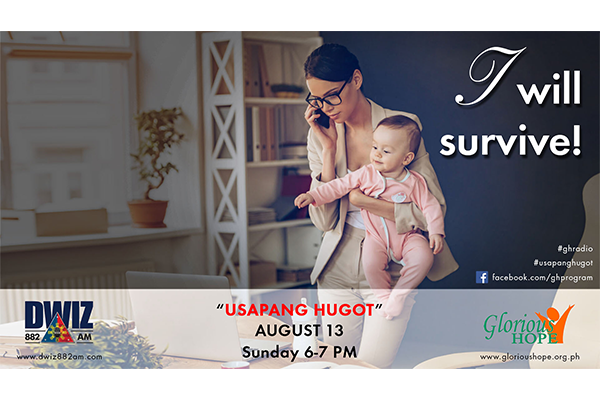 I will
survive!
#ghradio
#usapanghugot
facebook.com/ghprogram
DWIZ
882 AM
www.dwiz882am.com
“USAPANG HUGOT”
AUGUST 13
Sunday 6-7 PM
Glorious
HOPE
www.glorioushope.org.ph